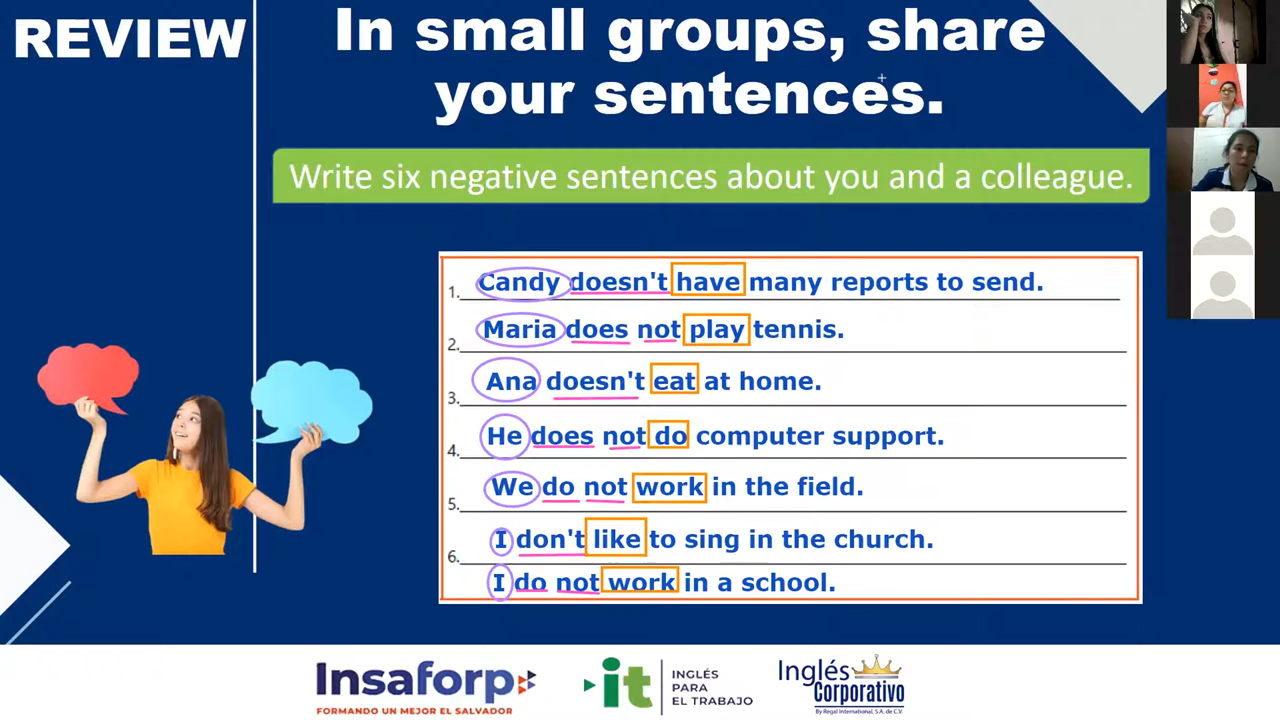 REVIEW
In small groups, share
your sentences.
Write six negative sentences about you and a colleague.
1. Candy doesn't have many reports to send.
2. Maria does not play tennis.
3. Ana doesn't eat at home.
4. He does not do computer support.
5. We do not work in the field.
6. I don't like to sing in the church.
I do not work in a school.
Insaforp
FORMANDO UN MEJOR EL SALVADOR
it
INGLÉS
PARA
EL TRABAJO
Inglés
Corporativo
By Regal International, S.A. de C.V.